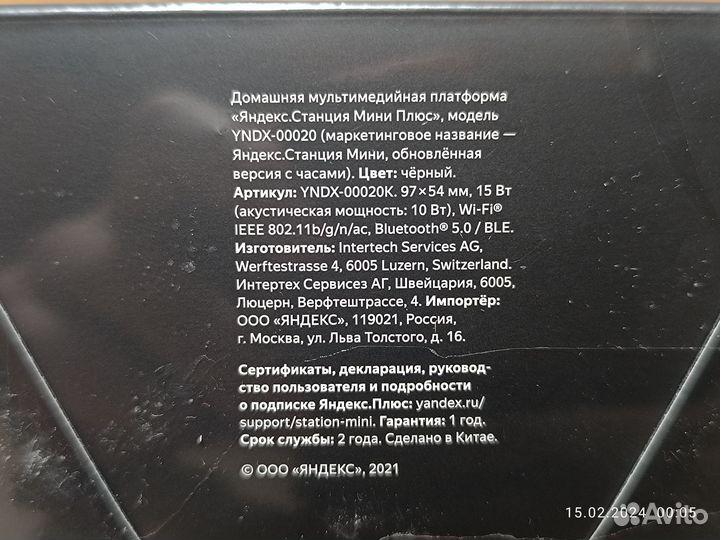 Домашняя мультимедийная платформа
«Яндекс.Станция Мини Плюс», модель
YNDX-00020 (маркетинговое название —
Яндекс.Станция Мини, обновлённая
версия с часами). Цвет: чёрный.
Артикул: YNDX-00020K. 97×54 мм, 15 Вт
(акустическая мощность: 10 Вт), Wi-Fi®
IEEE 802.11b/g/n/ac, Bluetooth® 5.0 / BLE.
Изготовитель: Intertech Services AG,
Werftestrasse 4, 6005 Luzern, Switzerland.
Интертех Сервисез АГ, Швейцария, 6005,
Люцерн, Верфтештрассе, 4. Импортёр:
ООО «ЯНДЕКС», 119021, Россия,
г. Москва, ул. Льва Толстого, д. 16.
Сертификаты, декларация, руковод-
ство пользователя и подробности
о подписке Яндекс.Плюс: yandex.ru/
support/station-mini. Гарантия: 1 год.
Срок службы: 2 года. Сделано в Китае.
© ООО «ЯНДЕКС», 2021
15.02.2024 00:05
Avito